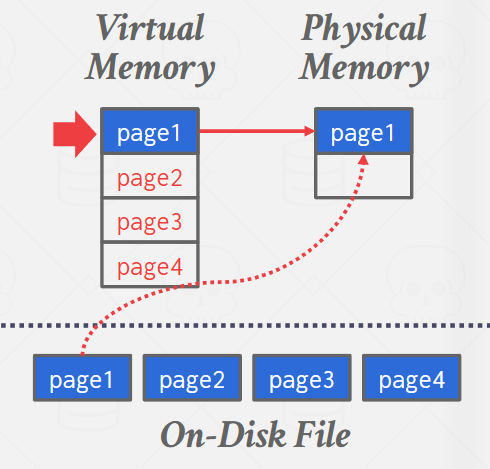 Virtual
Memory
Physical
Memory
page1
page1
page2
page3
page4
page1
page2
page3
page4
On-Disk File